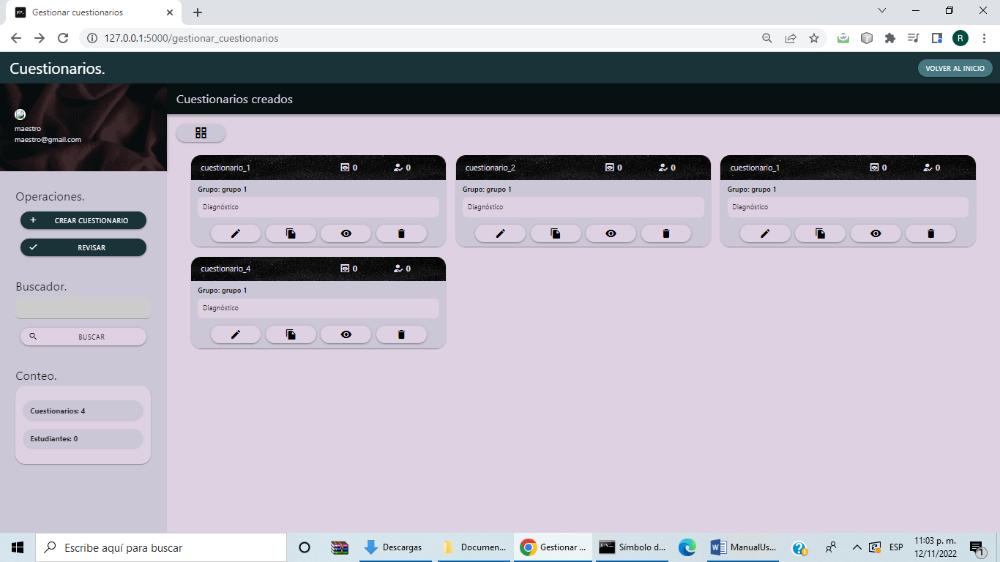 Gestionar cuestionarios
127.0.0.1:5000/gestionar_cuestionarios
R
Cuestionarios.
VOLVER AL INICIO
maestro
maestro@gmail.com
Cuestionarios creados
Operaciones.
CREAR CUESTIONARIO
REVISAR
Buscador.
BUSCAR
Conteo.
Cuestionarios: 4
Estudiantes: 0
cuestionario_1 0 0
Grupo: grupo 1
Diagnóstico
cuestionario_2 0 0
Grupo: grupo 1
Diagnóstico
cuestionario_1 0 0
Grupo: grupo 1
Diagnóstico
cuestionario_4 0 0
Grupo: grupo 1
Diagnóstico
Escribe aquí para buscar
Descargas
Documen...
Gestionar ...
Símbolo d...
ManualUs...
ESP
11:03 p. m.
12/11/2022
1